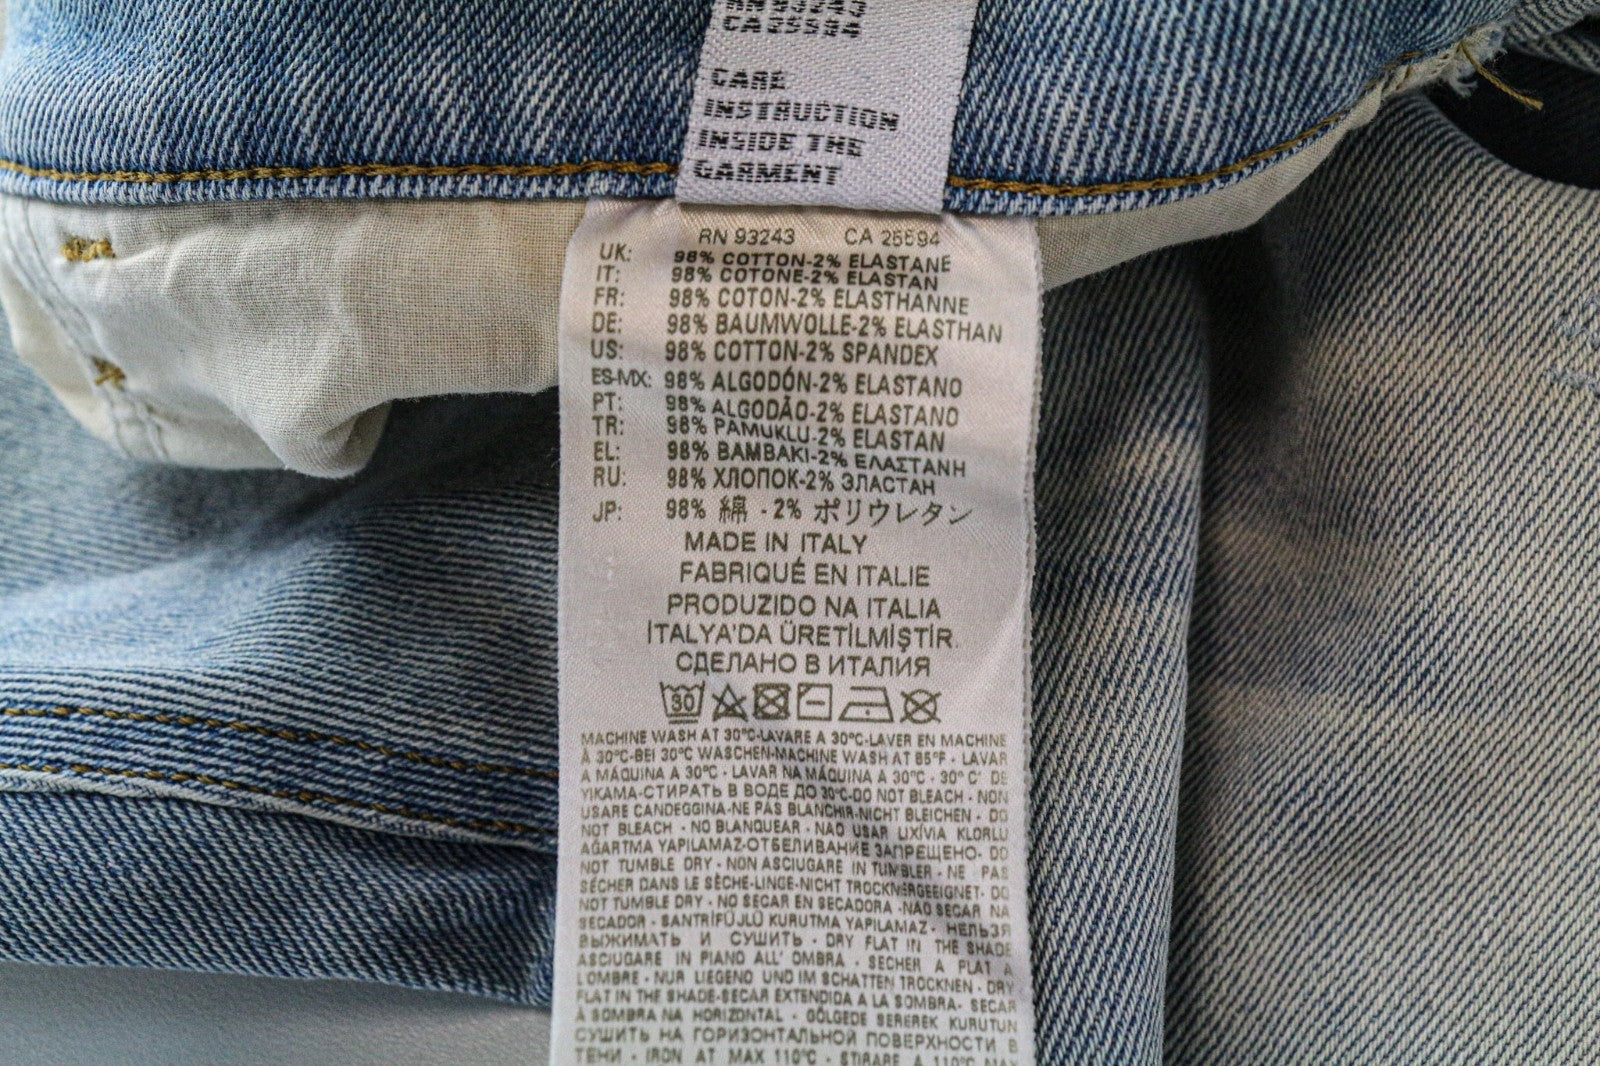 RN 93243
CA 25594
CARE
INSTRUCTION
INSIDE THE
GARMENT
RN 93243 CA 25594
UK: 98% COTTON-2% ELASTANE
IT: 98% COTONE-2% ELASTAN
FR: 98% COTON-2% ELASTHANNE
DE: 98% BAUMWOLLE-2% ELASTHAN
US: 98% COTTON-2% SPANDEX
ES-MX: 98% ALGODÓN-2% ELASTANO
PT: 98% ALGODÃO-2% ELASTANO
TR: 98% PAMUKLU-2% ELASTAN
EL: 98% BAMBAKI-2% ΕΛΑΣΤΑΝΗ
RU: 98% ХЛОПОК-2% ЭЛАСТАН
JP: 98% 綿 - 2% ポリウレタン
MADE IN ITALY
FABRIQUÉ EN ITALIE
PRODUZIDO NA ITALIA
İTALYA'DA ÜRETİLMİŞTİR.
СДЕЛАНО В ИТАЛИЯ
30
MACHINE WASH AT 30°C-LAVARE A 30°C-LAVER EN MACHINE
À 30°C-BEI 30°C WASCHEN-MACHINE WASH AT 85°F - LAVAR
A MÁQUINA A 30°C - LAVAR NA MÁQUINA A 30°C - 30°C' DE
YIKAMA-СТИРАТЬ В ВОДЕ ДО 30°C-DO NOT BLEACH - NON
USARE CANDEGGINA-NE PAS BLANCHIR-NICHT BLEICHEN - DO
NOT BLEACH - NO BLANQUEAR - NAO USAR LIXÍVIA KLORLU
AĞARTMA YAPILAMAZ-ОТБЕЛИВАНИЕ ЗАПРЕЩЕНО- DO
NOT TUMBLE DRY - NON ASCIUGARE IN TUMBLER - NE PAS
SÉCHER DANS LE SÈCHE-LINGE-NICHT TROCKNERGEEIGNET- DO
NOT TUMBLE DRY - NO SECAR EN SECADORA -NAO SECAR NA
SECADOR - SANTRİFÜJLÜ KURUTMA YAPILAMAZ - НЕЛЬЗЯ
ВЫЖИМАТЬ И СУШИТЬ - DRY FLAT IN THE SHADE
ASCIUGARE IN PIANO ALL' OMBRA - SÉCHER A PLAT A
L'OMBRE - NUR LIEGEND UND IM SCHATTEN TROCKNEN - DRY
FLAT IN THE SHADE-SECAR EXTENDIDA A LA SOMBRA- SECAR
À SOMBRA NA HORIZONTAL - GÖLGEDE SEREREK KURUTUN
СУШИТЬ НА ГОРИЗОНТАЛЬНОЙ ПОВЕРХНОСТИ В
ТЕНИ - IRON AT MAX 110°C - STIRARE A 110°C MAX